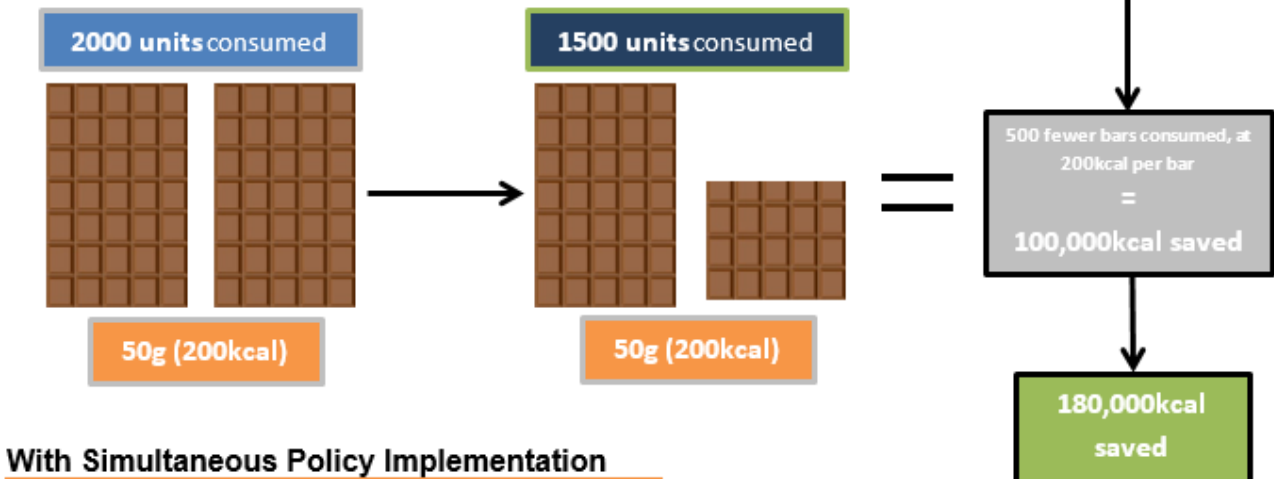 2000 units consumed
1500 units consumed
500 fewer bars consumed, at
200kcal per bar
=
100,000kcal saved
50g (200kcal)
50g (200kcal)
180,000kcal
saved
With Simultaneous Policy Implementation